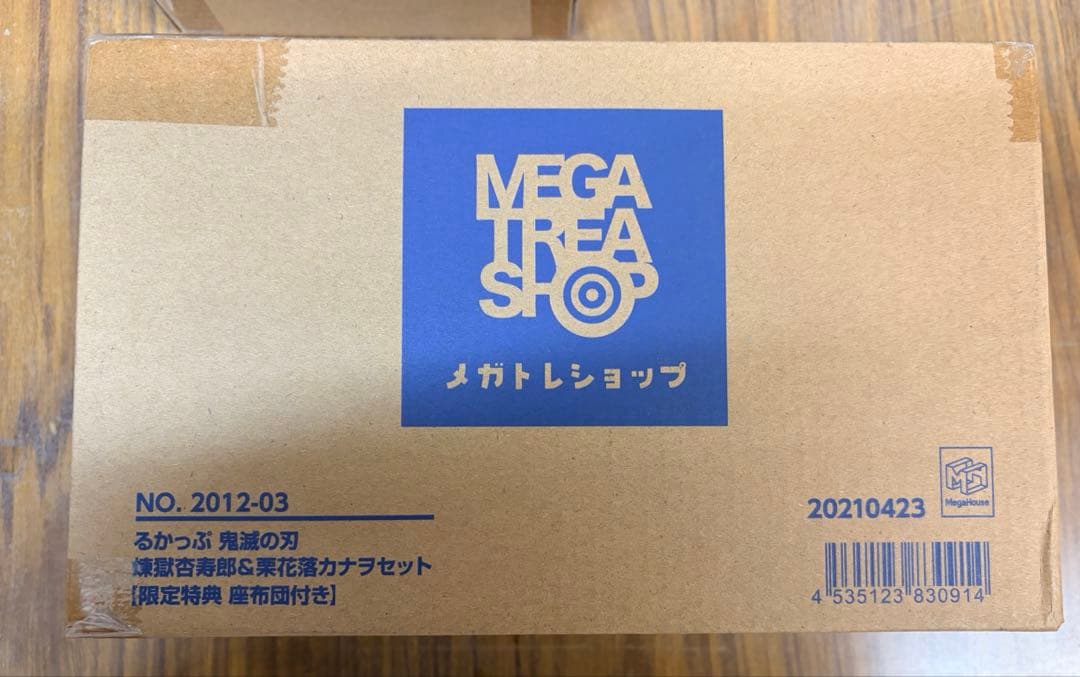 MEGA
TREA
SHOP
メガトレショップ
NO. 2012-03
るかっぷ 鬼滅の刃
煉獄杏寿郎&栗花落カナヲセット
【限定特典 座布団付き】
20210423
MegaHouse
4 535123 830914